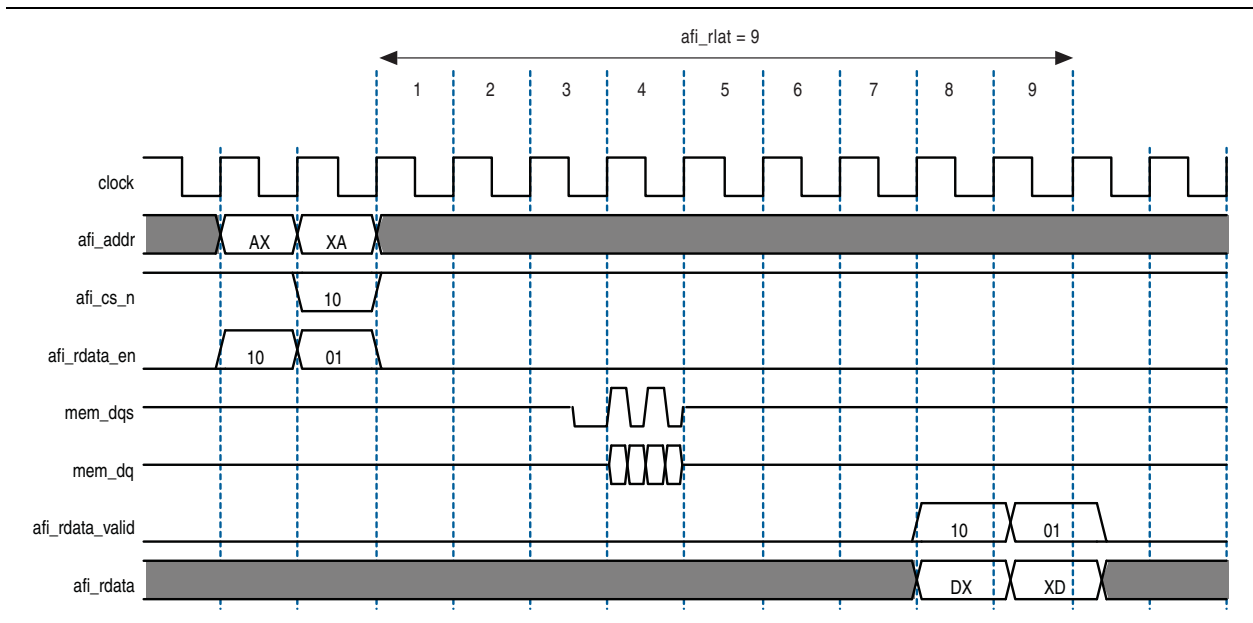 afi_rlat = 9
1 2 3 4 5 6 7 8 9
clock
afi_addr AX XA
afi_cs_n 10
afi_rdata_en 10 01
mem_dqs
mem_dq
afi_rdata_valid 10 01
afi_rdata DX XD